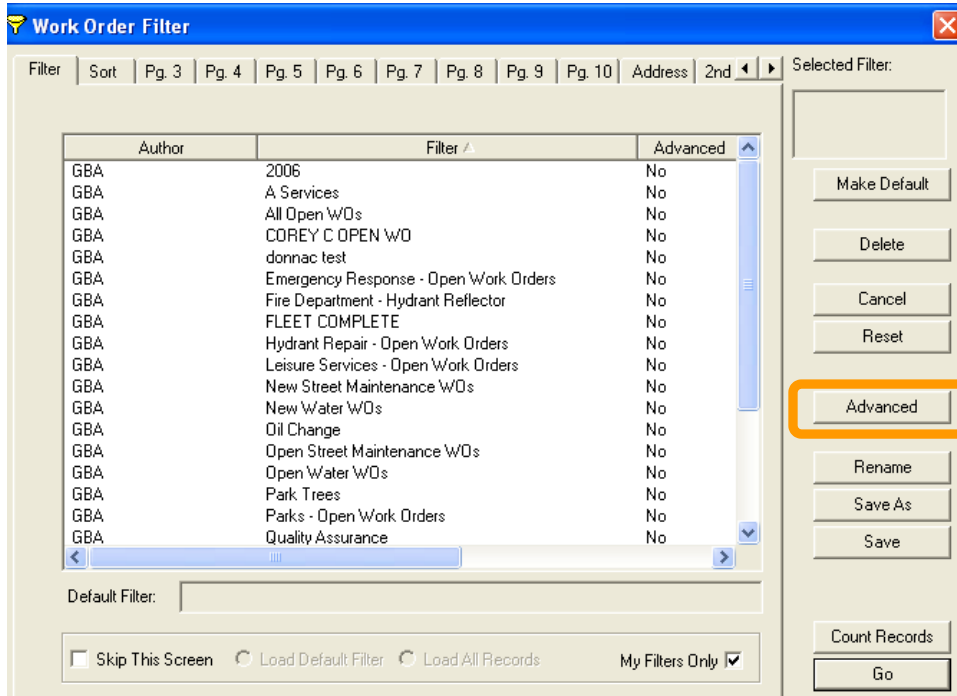 Work Order Filter
Filter Sort Pg. 3 Pg. 4 Pg. 5 Pg. 6 Pg. 7 Pg. 8 Pg. 9 Pg. 10 Address 2nd
Selected Filter:
Author Filter Advanced
GBA 2006 No
GBA A Services No
GBA All Open WOs No
GBA COREY C OPEN WO No
GBA donnac test No
GBA Emergency Response - Open Work Orders No
GBA Fire Department - Hydrant Reflector No
GBA FLEET COMPLETE No
GBA Hydrant Repair - Open Work Orders No
GBA Leisure Services - Open Work Orders No
GBA New Street Maintenance WOs No
GBA New Water WOs No
GBA Oil Change No
GBA Open Street Maintenance WOs No
GBA Open Water WOs No
GBA Park Trees No
GBA Parks - Open Work Orders No
GBA Quality Assurance No
Default Filter:
Skip This Screen Load Default Filter Load All Records My Filters Only
Make Default
Delete
Cancel
Reset
Advanced
Rename
Save As
Save
Count Records
Go